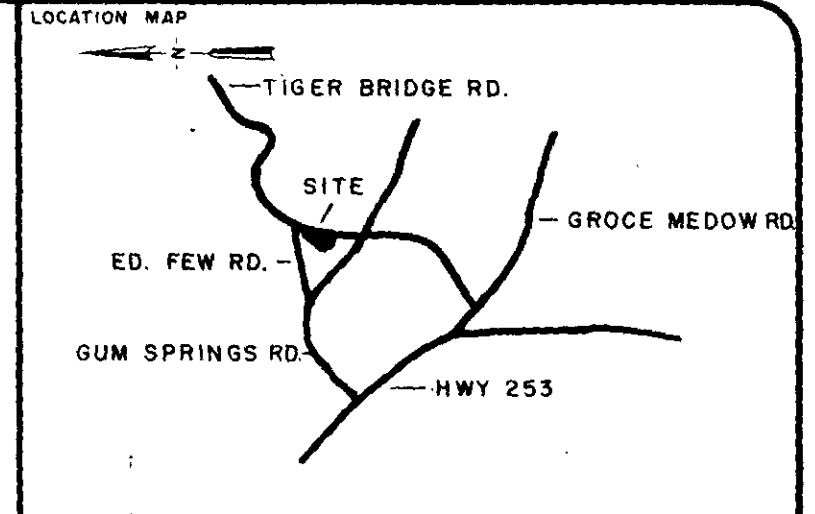 LOCATION MAP
N
TIGER BRIDGE RD.
SITE
GROCE MEDOW RD.
ED. FEW RD.
GUM SPRINGS RD.
HWY 253